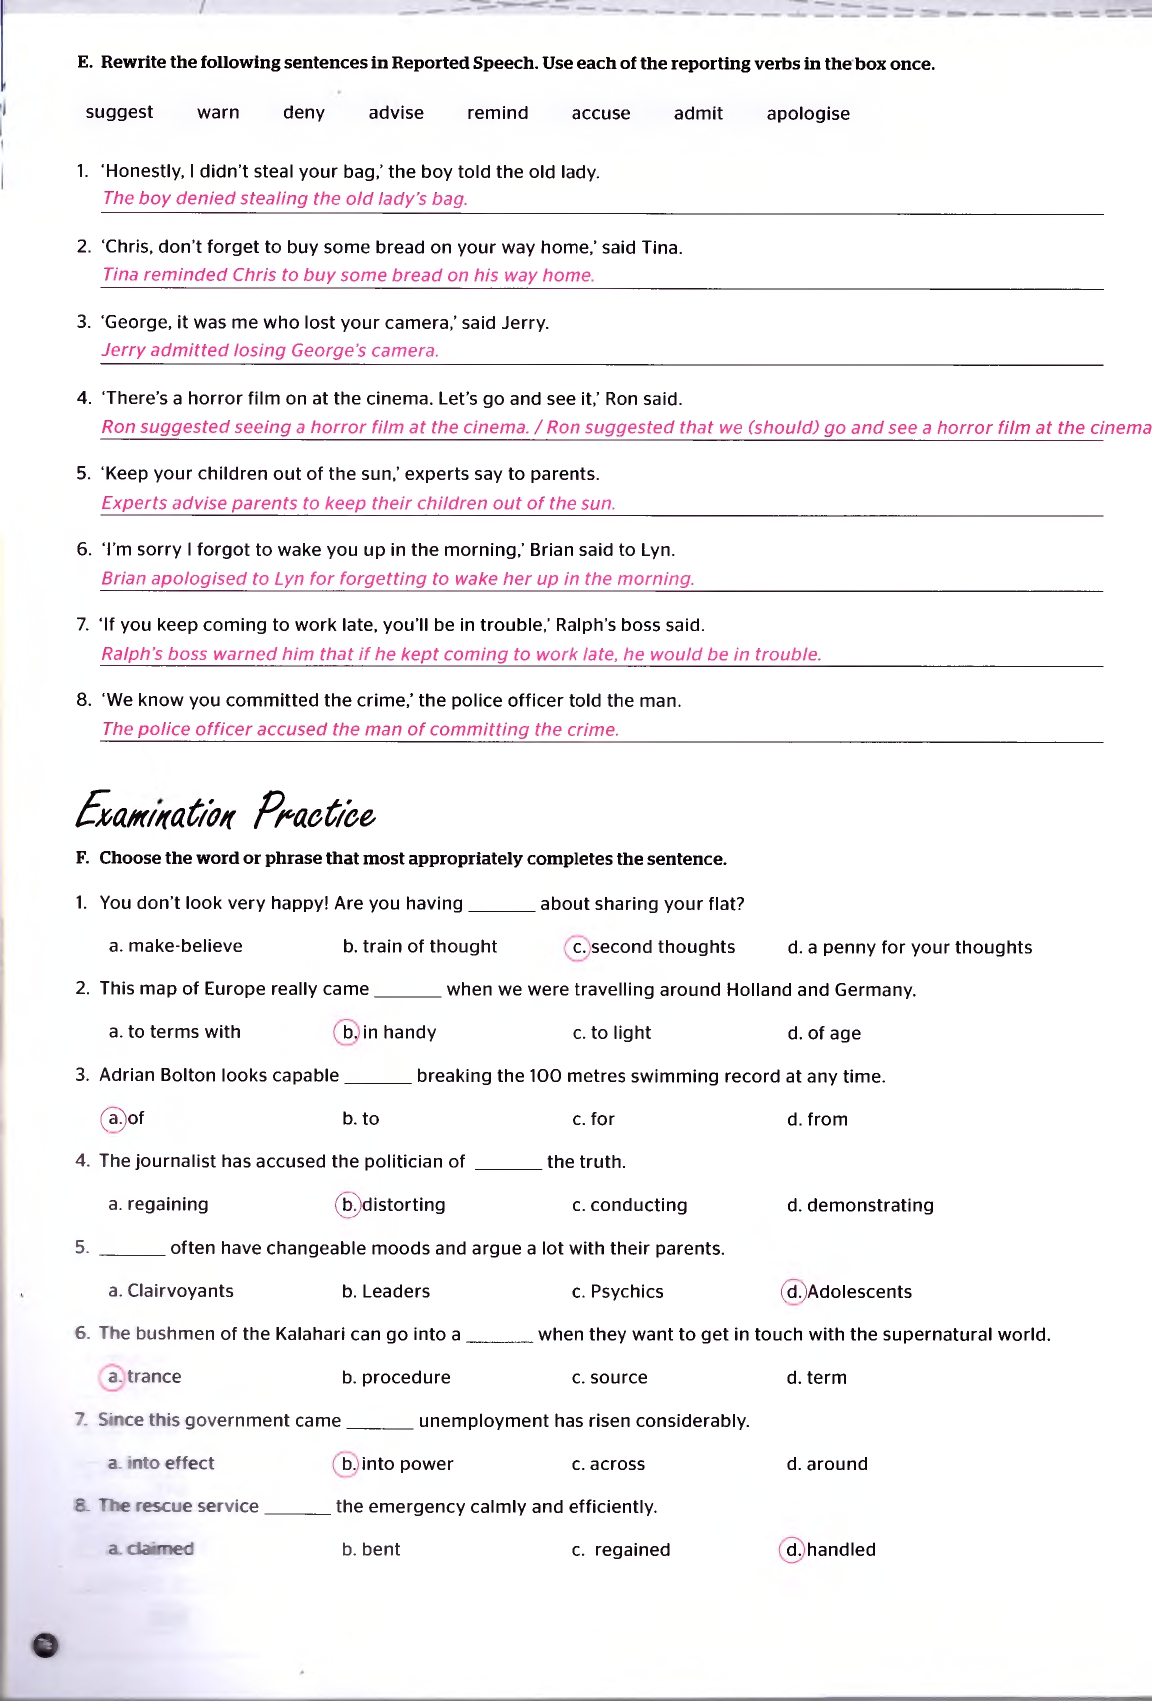 E. Rewrite the following sentences in Reported Speech. Use each of the reporting verbs in the box once.
suggest warn deny advise remind accuse admit apologise
1. ‘Honestly, I didn’t steal your bag,’ the boy told the old lady.
The boy denied stealing the old lady’s bag.
2. ‘Chris, don’t forget to buy some bread on your way home,’ said Tina.
Tina reminded Chris to buy some bread on his way home.
3. ‘George, it was me who lost your camera,’ said Jerry.
Jerry admitted losing George’s camera.
4. ‘There’s a horror film on at the cinema. Let’s go and see it,’ Ron said.
Ron suggested seeing a horror film at the cinema. / Ron suggested that we (should) go and see a horror film at the cinema
5. ‘Keep your children out of the sun,’ experts say to parents.
Experts advise parents to keep their children out of the sun.
6. ‘I’m sorry I forgot to wake you up in the morning,’ Brian said to Lyn.
Brian apologised to Lyn for forgetting to wake her up in the morning.
7. ‘If you keep coming to work late, you’ll be in trouble,’ Ralph’s boss said.
Ralph’s boss warned him that if he kept coming to work late, he would be in trouble.
8. ‘We know you committed the crime,’ the police officer told the man.
The police officer accused the man of committing the crime.
Examination Practice
F. Choose the word or phrase that most appropriately completes the sentence.
1. You don’t look very happy! Are you having ______ about sharing your flat?
a. make-believe b. train of thought c. second thoughts d. a penny for your thoughts
2. This map of Europe really came ______ when we were travelling around Holland and Germany.
a. to terms with b. in handy c. to light d. of age
3. Adrian Bolton looks capable ______ breaking the 100 metres swimming record at any time.
a. of b. to c. for d. from
4. The journalist has accused the politician of ______ the truth.
a. regaining b. distorting c. conducting d. demonstrating
5. ______ often have changeable moods and argue a lot with their parents.
a. Clairvoyants b. Leaders c. Psychics d. Adolescents
6. The bushmen of the Kalahari can go into a ______ when they want to get in touch with the supernatural world.
a. trance b. procedure c. source d. term
7. Since this government came ______ unemployment has risen considerably.
a. into effect b. into power c. across d. around
8. The rescue service ______ the emergency calmly and efficiently.
a. claimed b. bent c. regained d. handled